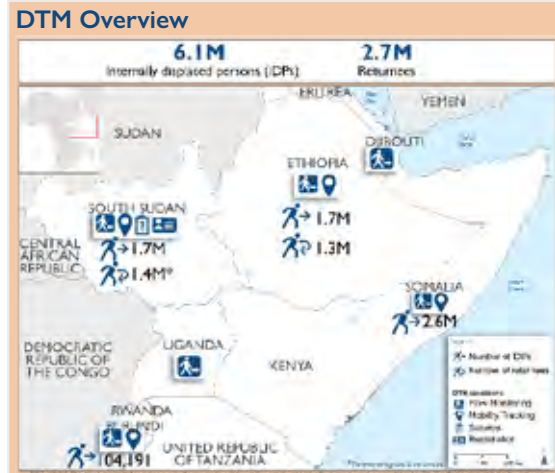 DTM Overview
6.1M
2.7M
Internally displaced persons (IDPs)
Returnees
ERITREA
YEMEN
SUDAN
DJIBOUTI
ETHIOPIA
1.7M
1.3M
SOUTH SUDAN
1.7M
1.4M*
CENTRAL
AFRICAN
REPUBLIC
SOMALIA
2.6M
DEMOCRATIC
REPUBLIC OF
THE CONGO
UGANDA
KENYA
Number of IDPs
Number of returnees
DTM
Flow Monitoring
Mobility Tracking
Surveys
Registration
RWANDA
BURUNDI
104,191
UNITED REPUBLIC
OF TANZANIA